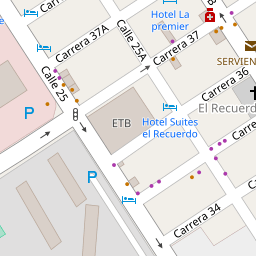 Hotel La
premier
Carrera 37A
Calle 25A
Carrera 37
SERVIEN
Calle 25
Carrera 36
El Recuerdo
P
ETB
Hotel Suites
el Recuerdo
P
Carrera 34